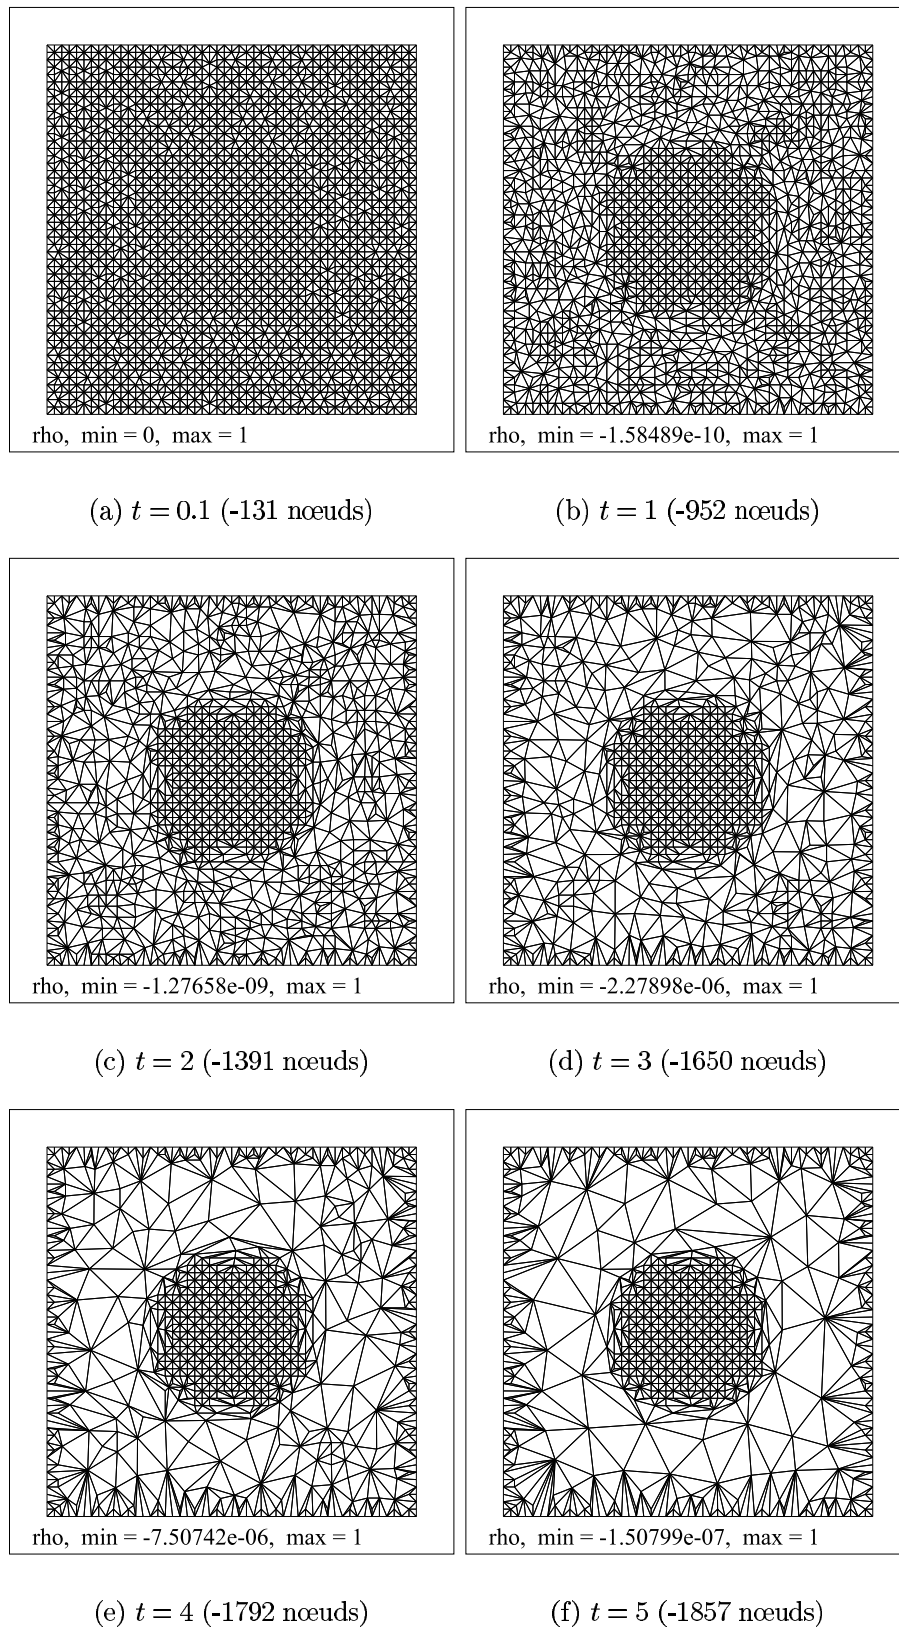 rho,  min = 0,  max = 1
rho,  min = -1.58489e-10,  max = 1
(a) t = 0.1 (-131 nœuds)
(b) t = 1 (-952 nœuds)
rho,  min = -1.27658e-09,  max = 1
rho,  min = -2.27898e-06,  max = 1
(c) t = 2 (-1391 nœuds)
(d) t = 3 (-1650 nœuds)
rho,  min = -7.50742e-06,  max = 1
rho,  min = -1.50799e-07,  max = 1
(e) t = 4 (-1792 nœuds)
(f) t = 5 (-1857 nœuds)